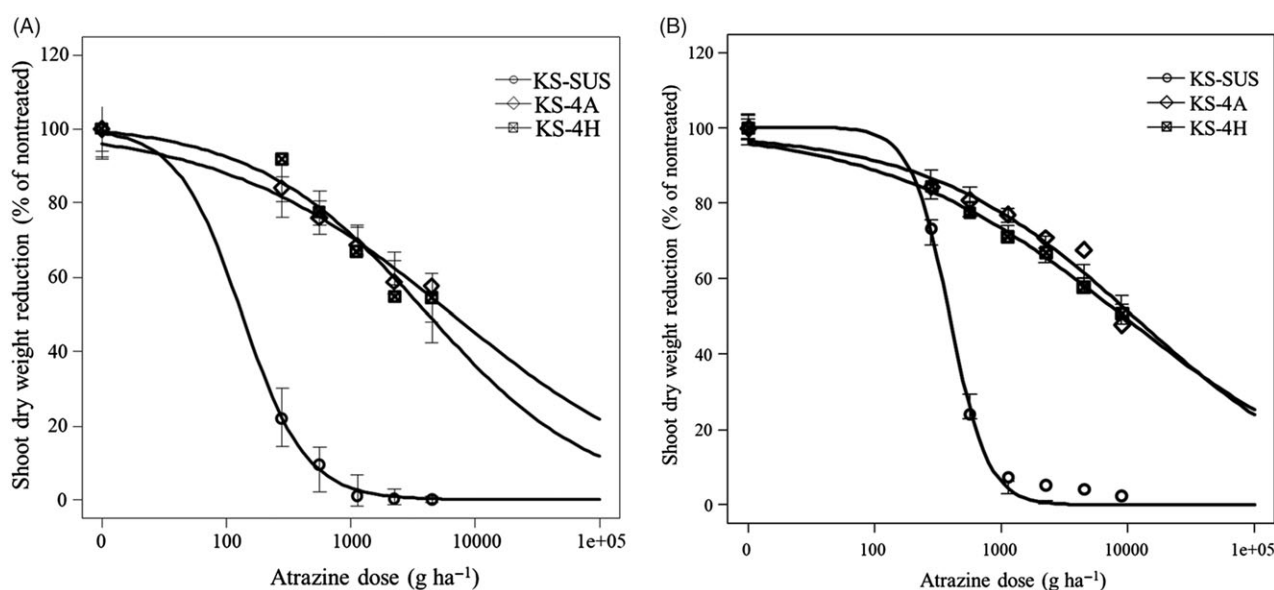 (A)
Shoot dry weight reduction (% of nontreated)
120
100
80
60
40
20
0
KS-SUS
KS-4A
KS-4H
0 100 1000 10000 1e+05
Atrazine dose (g ha⁻¹)
(B)
Shoot dry weight reduction (% of nontreated)
120
100
80
60
40
20
0
KS-SUS
KS-4A
KS-4H
0 100 1000 10000 1e+05
Atrazine dose (g ha⁻¹)